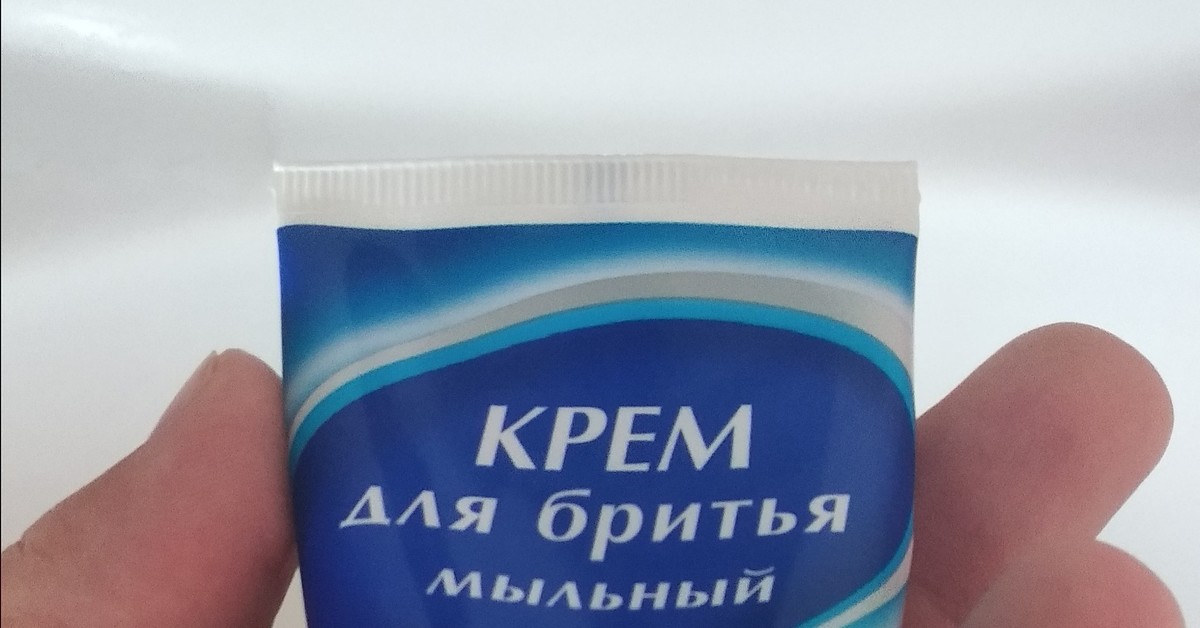 КРЕМ
для бритья
мыльный